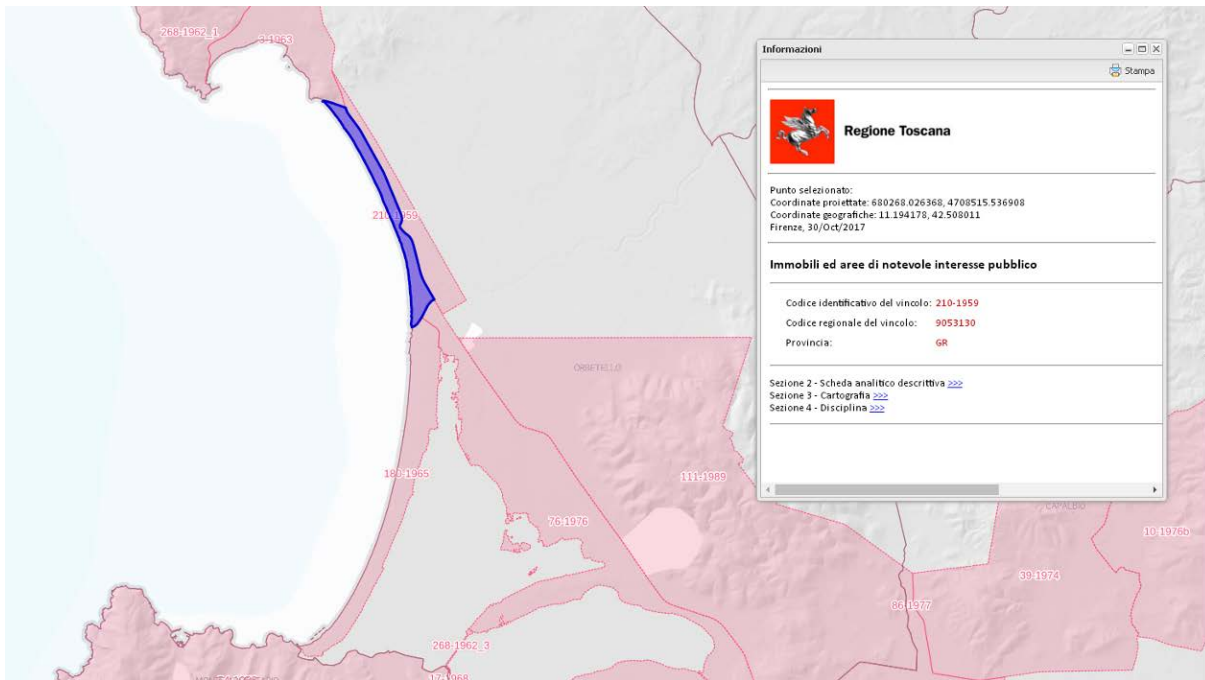 268-1962_1
3-1963
210-1959
ORBETELLO
180-1965
111-1989
76-1976
CAPALBIO
10-1976b
39-1974
86-1977
268-1962_3
17-1968
Informazioni
Stampa
Regione Toscana
Punto selezionato:
Coordinate proiettate: 680268.026368, 4708515.536908
Coordinate geografiche: 11.194178, 42.508011
Firenze, 30/Oct/2017
Immobili ed aree di notevole interesse pubblico
Codice identificativo del vincolo: 210-1959
Codice regionale del vincolo: 9053130
Provincia: GR
Sezione 2 - Scheda analitico descrittiva >>>
Sezione 3 - Cartografia >>>
Sezione 4 - Disciplina >>>